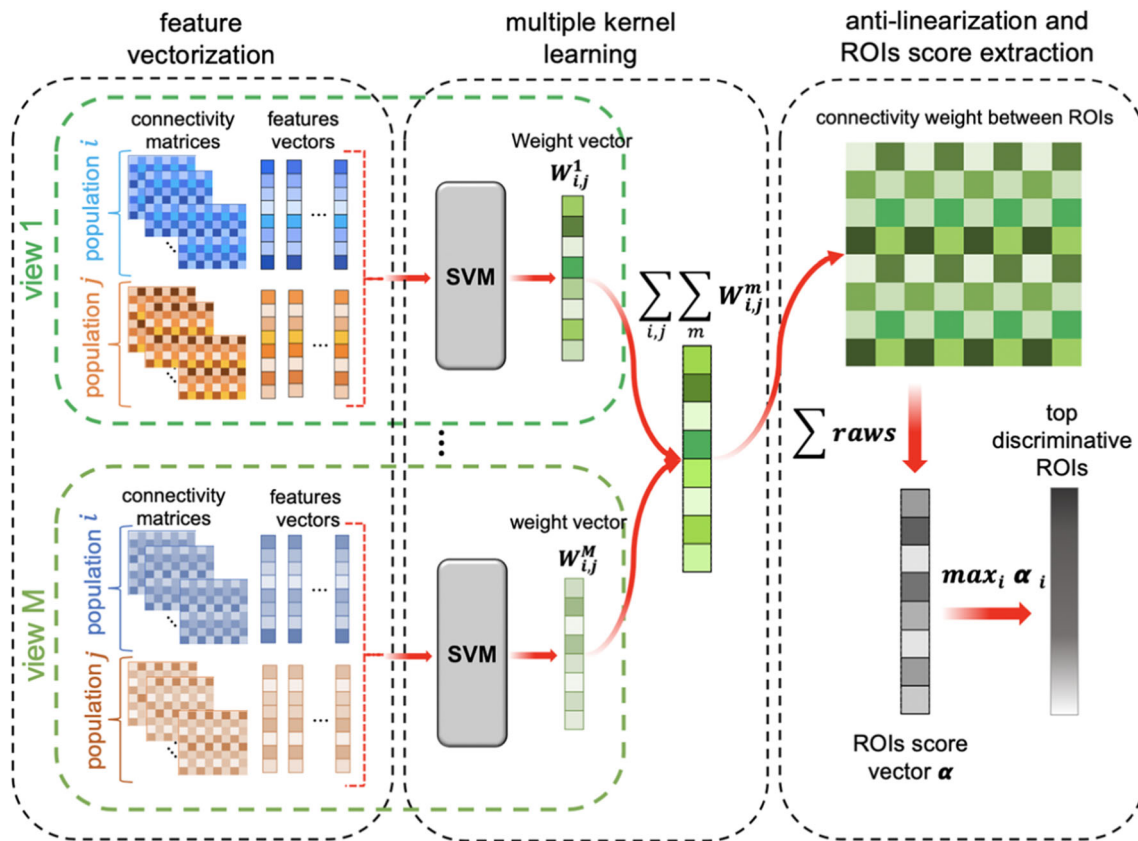 feature
vectorization
multiple kernel
learning
anti-linearization and
ROIs score extraction
view 1
population i
population j
connectivity
matrices
features
vectors
...
...
...
...
SVM
Weight vector
W^1_{i,j}
∑_{i,j} ∑_m W^m_{i,j}
connectivity weight between ROIs
∑ raws
top
discriminative
ROIs
max_i α_i
ROIs score
vector α
...
view M
population i
population j
connectivity
matrices
features
vectors
...
...
...
...
SVM
weight vector
W^M_{i,j}